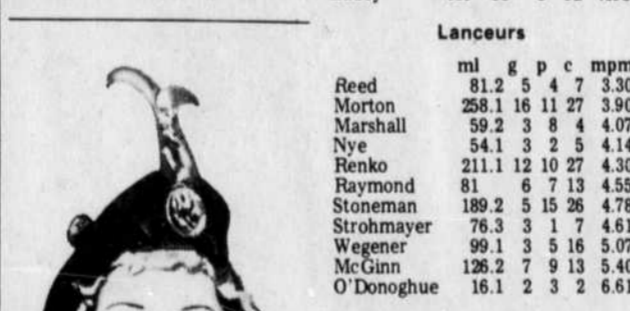 Lanceurs
ml g p c mpm
Reed 81.2 5 4 7 3.30
Morton 258.1 16 11 27 3.90
Marshall 59.2 3 8 4 4.07
Nye 54.1 3 2 5 4.14
Renko 211.1 12 10 27 4.30
Raymond 81 6 7 13 4.55
Stoneman 189.2 5 15 26 4.78
Strohmayer 76.3 3 1 7 4.61
Wegener 99.1 3 5 16 5.07
McGinn 126.2 7 9 13 5.40
O'Donoghue 16.1 2 3 2 6.61